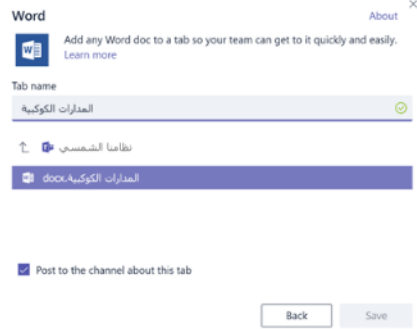 Word
About
Add any Word doc to a tab so your team can get to it quickly and easily.
Learn more
Tab name
المدارات الكوكبية
نظامنا الشمسي
المدارات الكوكبية.docx
Post to the channel about this tab
Back
Save